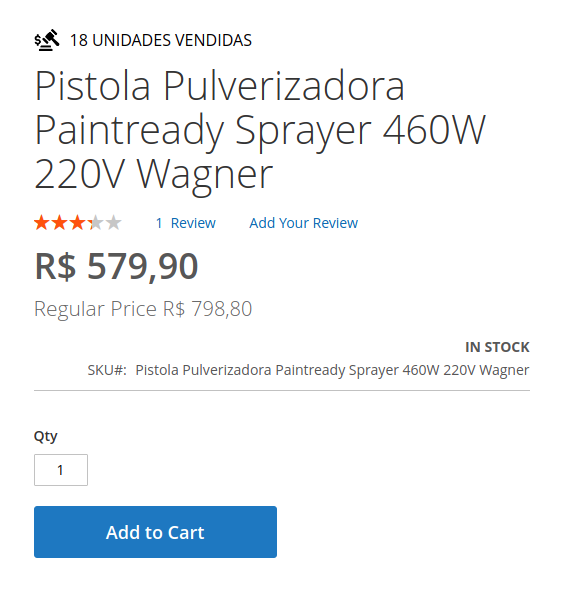 18 UNIDADES VENDIDAS
Pistola Pulverizadora
Paintready Sprayer 460W
220V Wagner
1 Review Add Your Review
R$ 579,90
Regular Price R$ 798,80
IN STOCK
SKU#: Pistola Pulverizadora Paintready Sprayer 460W 220V Wagner
Qty
1
Add to Cart